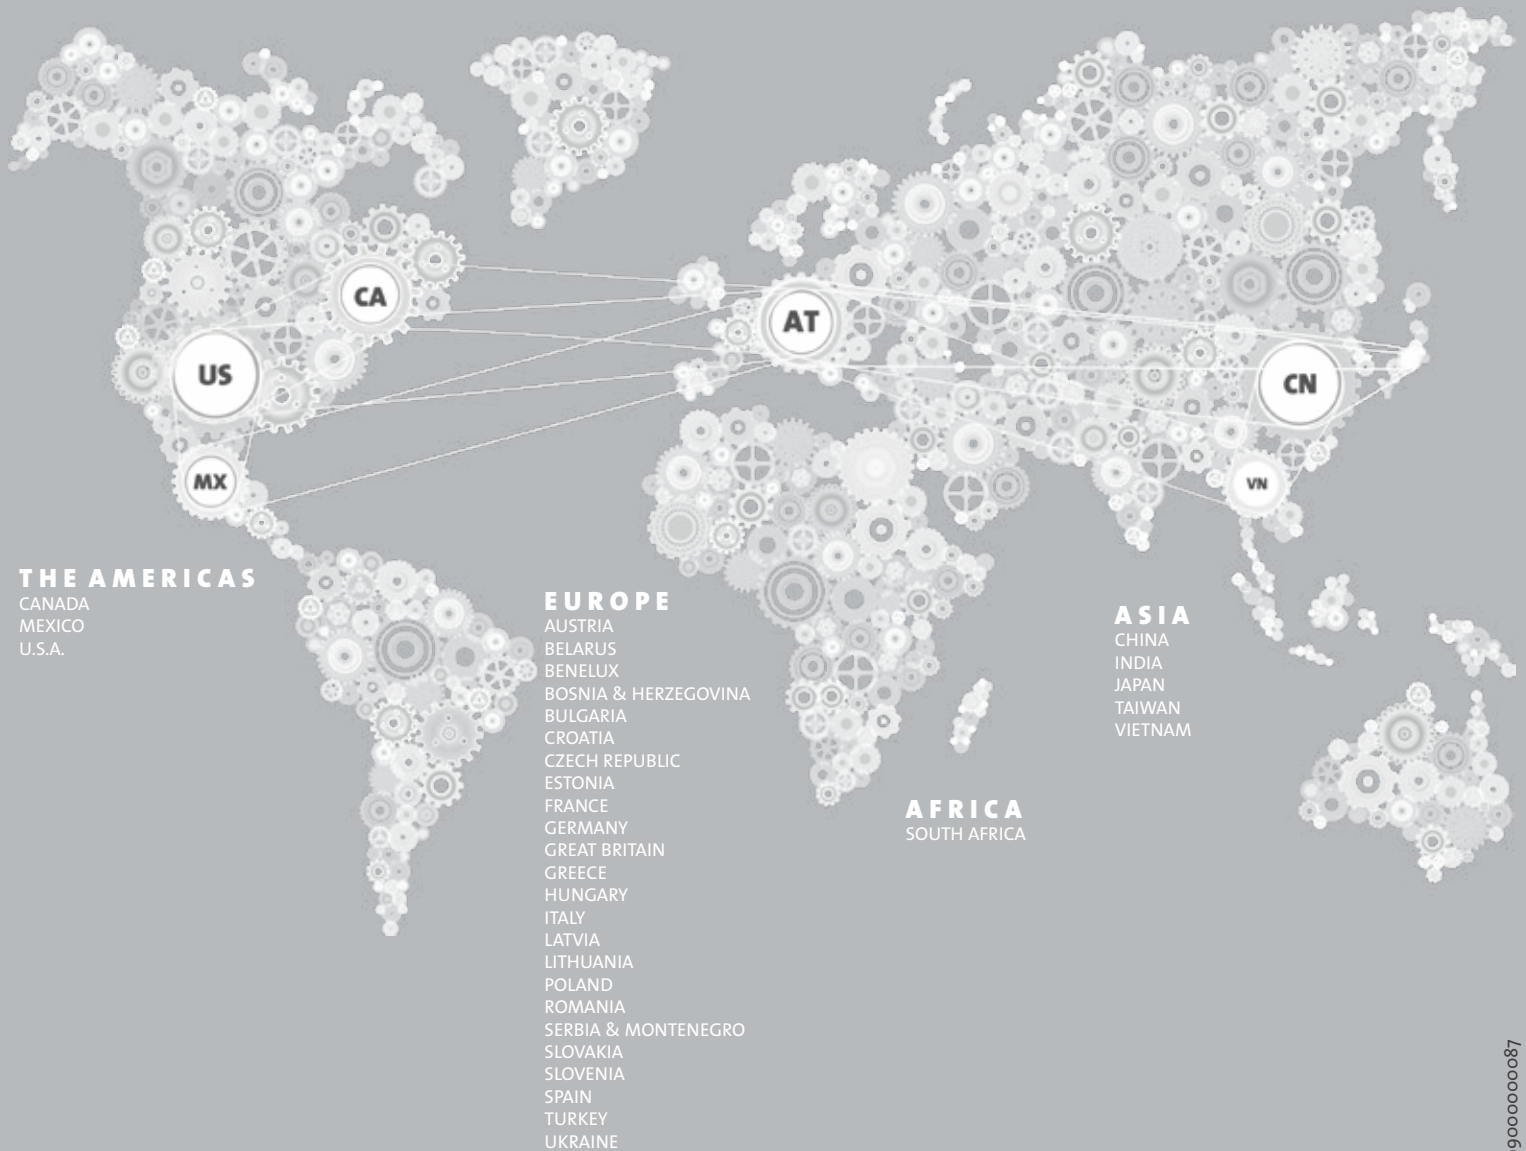 CA
AT
US
CN
MX
VN
THE AMERICAS
CANADA
MEXICO
U.S.A.
EUROPE
AUSTRIA
BELARUS
BENELUX
BOSNIA & HERZEGOVINA
BULGARIA
CROATIA
CZECH REPUBLIC
ESTONIA
FRANCE
GERMANY
GREAT BRITAIN
GREECE
HUNGARY
ITALY
LATVIA
LITHUANIA
POLAND
ROMANIA
SERBIA & MONTENEGRO
SLOVAKIA
SLOVENIA
SPAIN
TURKEY
UKRAINE
AFRICA
SOUTH AFRICA
ASIA
CHINA
INDIA
JAPAN
TAIWAN
VIETNAM